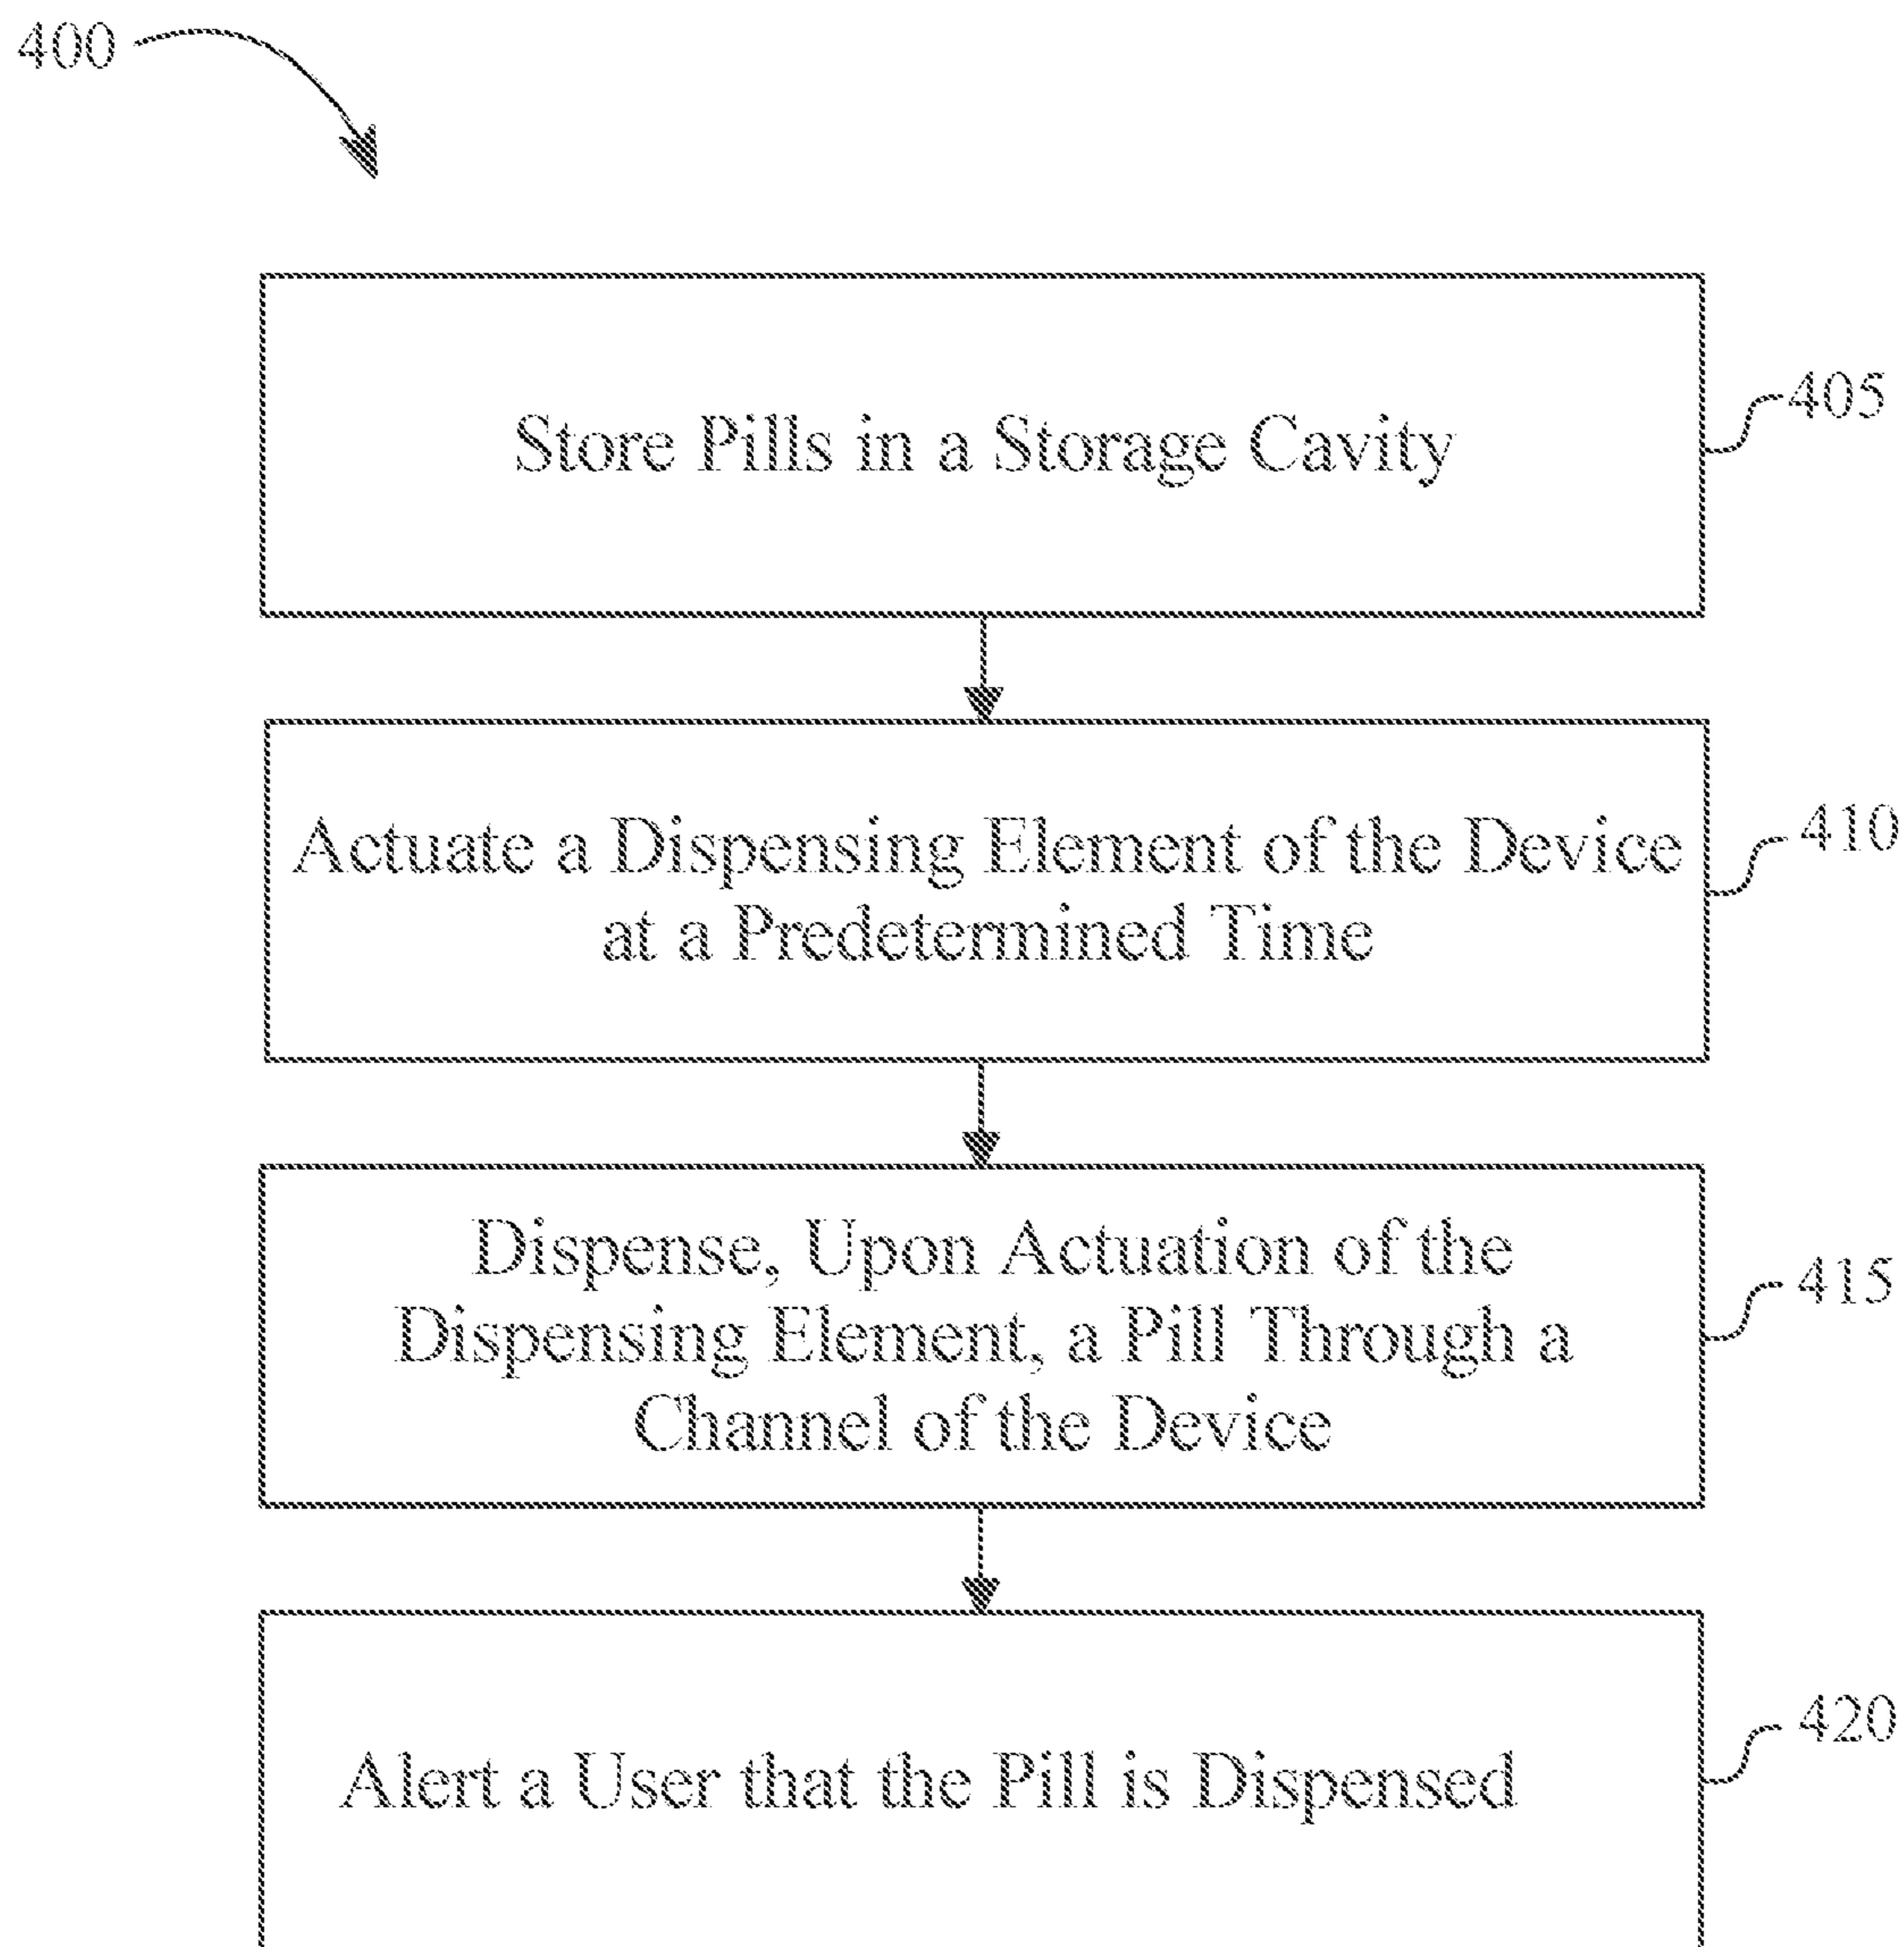 400
Store Pills in a Storage Cavity
405
Actuate a Dispensing Element of the Device
at a Predetermined Time
410
Dispense, Upon Actuation of the
Dispensing Element, a Pill Through a
Channel of the Device
415
Alert a User that the Pill is Dispensed
420